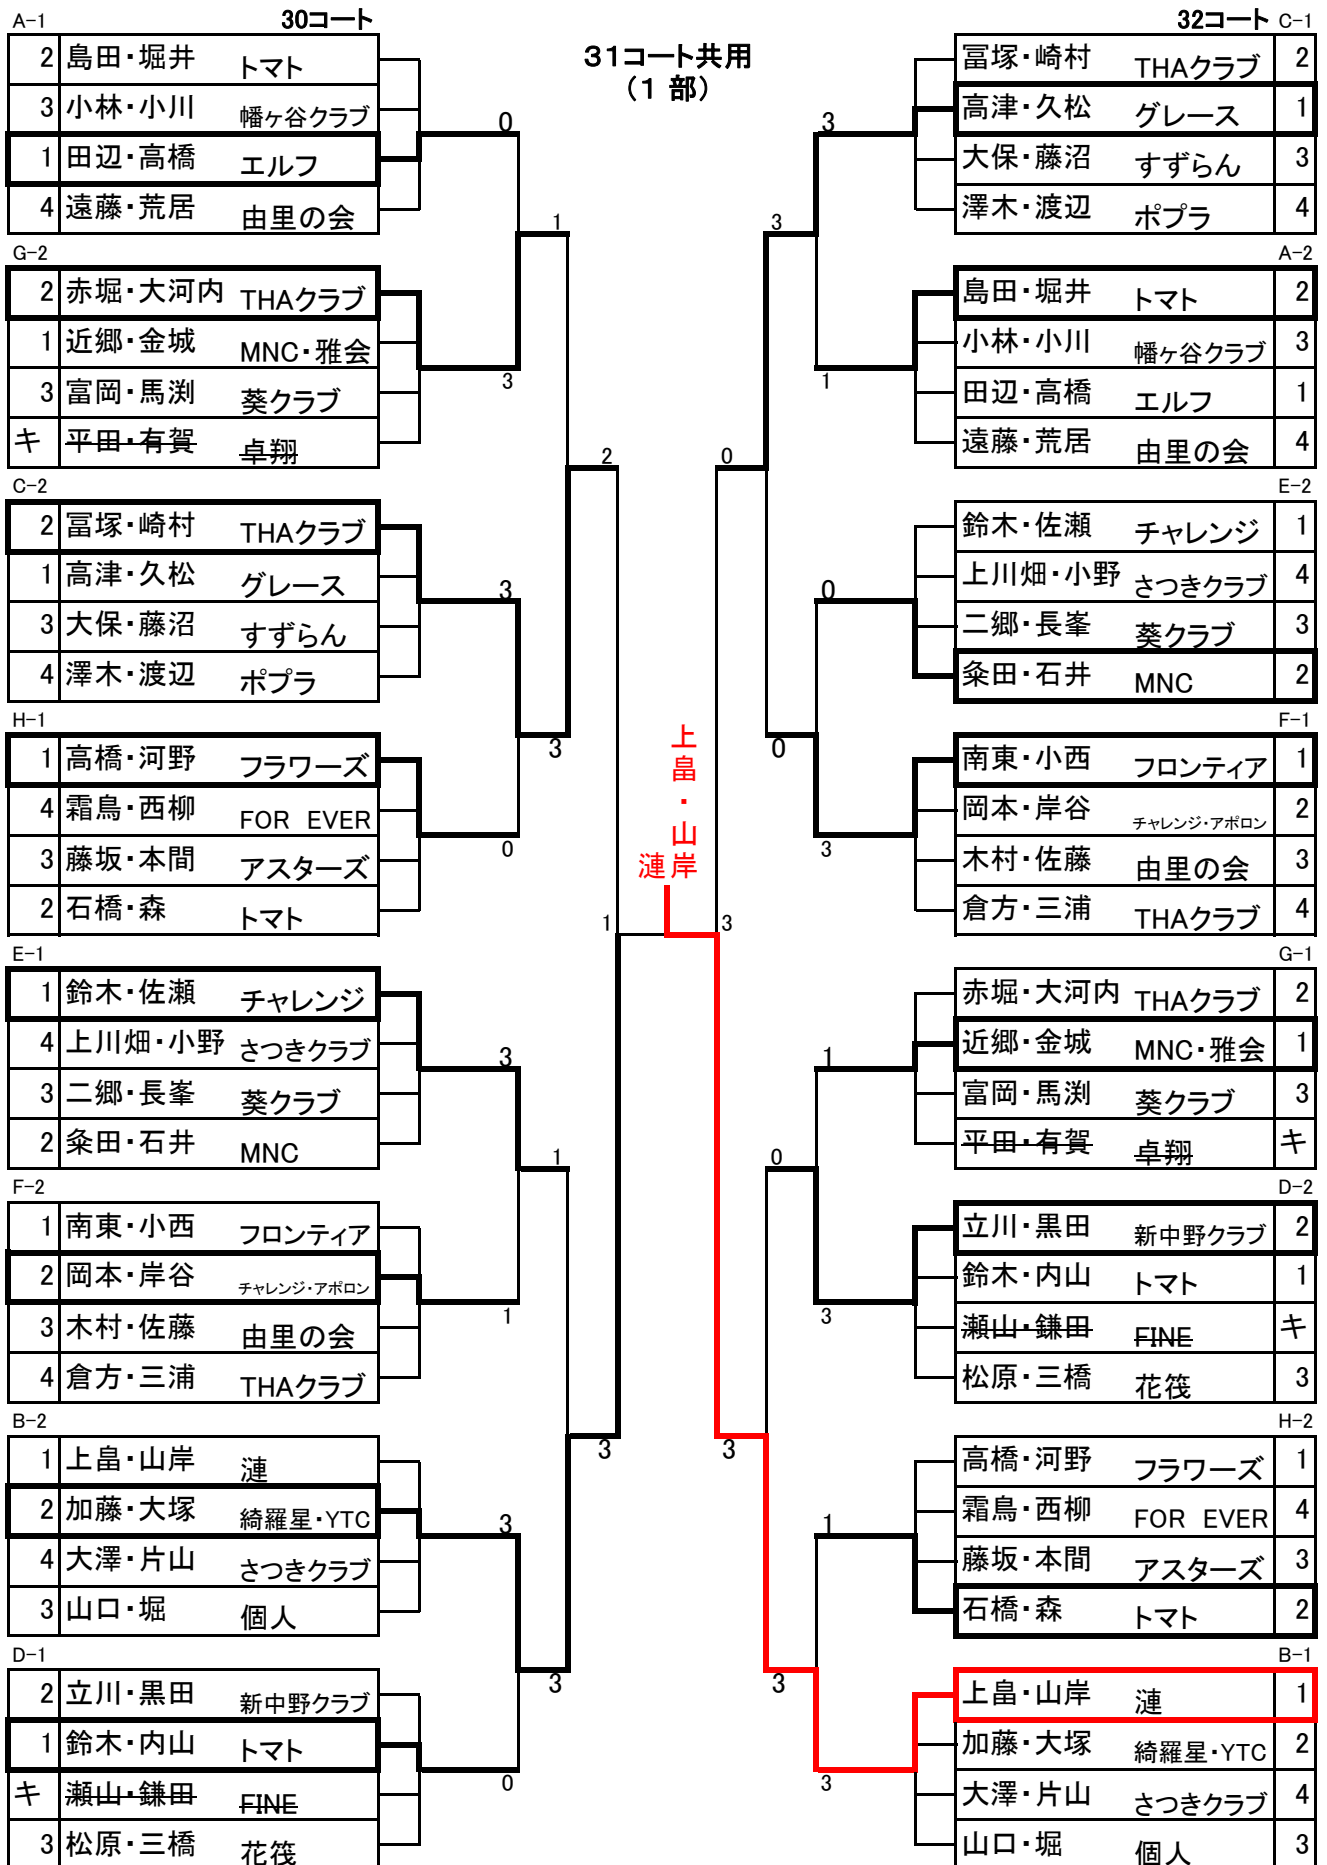 A-1 30コート
2 島田・堀井 トマト
3 小林・小川 幡ヶ谷クラブ
1 田辺・高橋 エルフ
4 遠藤・荒居 由里の会
G-2
2 赤堀・大河内 THAクラブ
1 近郷・金城 MNC・雅会
3 富岡・馬渕 葵クラブ
キ 平田・有賀 卓翔
C-2
2 冨塚・崎村 THAクラブ
1 高津・久松 グレース
3 大保・藤沼 すずらん
4 澤木・渡辺 ポプラ
H-1
1 高橋・河野 フラワーズ
4 霜鳥・西柳 FOR EVER
3 藤坂・本間 アスターズ
2 石橋・森 トマト
E-1
1 鈴木・佐瀬 チャレンジ
4 上川畑・小野 さつきクラブ
3 二郷・長峯 葵クラブ
2 粂田・石井 MNC
F-2
1 南東・小西 フロンティア
2 岡本・岸谷 チャレンジ・アポロン
3 木村・佐藤 由里の会
4 倉方・三浦 THAクラブ
B-2
1 上畠・山岸 漣
2 加藤・大塚 綺羅星・YTC
4 大澤・片山 さつきクラブ
3 山口・堀 個人
D-1
2 立川・黒田 新中野クラブ
1 鈴木・内山 トマト
キ 瀬山・鎌田 FINE
3 松原・三橋 花筏
0
3
3
0
3
1
3
0
1
3
1
3
2
3
1
31コート共用
(1 部)
上畠・山岸
漣
3
0
3
3
0
0
3
3
1
0
3
1
3
1
3
32コート C-1
冨塚・崎村 THAクラブ 2
高津・久松 グレース 1
大保・藤沼 すずらん 3
澤木・渡辺 ポプラ 4
A-2
島田・堀井 トマト 2
小林・小川 幡ヶ谷クラブ 3
田辺・高橋 エルフ 1
遠藤・荒居 由里の会 4
E-2
鈴木・佐瀬 チャレンジ 1
上川畑・小野 さつきクラブ 4
二郷・長峯 葵クラブ 3
粂田・石井 MNC 2
F-1
南東・小西 フロンティア 1
岡本・岸谷 チャレンジ・アポロン 2
木村・佐藤 由里の会 3
倉方・三浦 THAクラブ 4
G-1
赤堀・大河内 THAクラブ 2
近郷・金城 MNC・雅会 1
富岡・馬渕 葵クラブ 3
平田・有賀 卓翔 キ
D-2
立川・黒田 新中野クラブ 2
鈴木・内山 トマト 1
瀬山・鎌田 FINE キ
松原・三橋 花筏 3
H-2
高橋・河野 フラワーズ 1
霜鳥・西柳 FOR EVER 4
藤坂・本間 アスターズ 3
石橋・森 トマト 2
B-1
上畠・山岸 漣 1
加藤・大塚 綺羅星・YTC 2
大澤・片山 さつきクラブ 4
山口・堀 個人 3